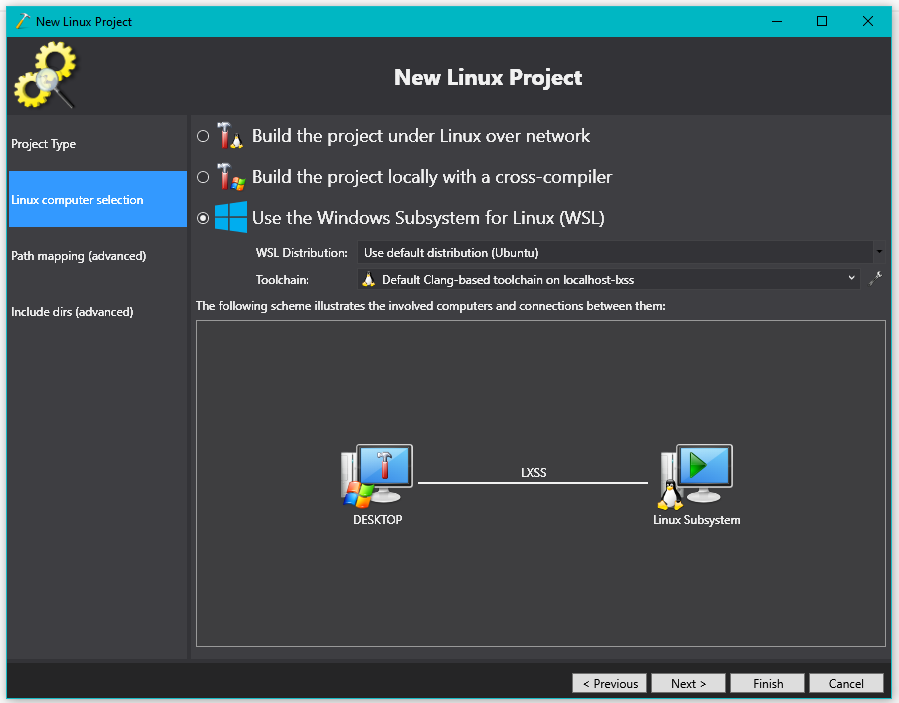 New Linux Project
New Linux Project
Project Type
Linux computer selection
Path mapping (advanced)
Include dirs (advanced)
Build the project under Linux over network
Build the project locally with a cross-compiler
Use the Windows Subsystem for Linux (WSL)
WSL Distribution: Use default distribution (Ubuntu)
Toolchain: Default Clang-based toolchain on localhost-lxss
The following scheme illustrates the involved computers and connections between them:
LXSS
DESKTOP
Linux Subsystem
< Previous Next > Finish Cancel